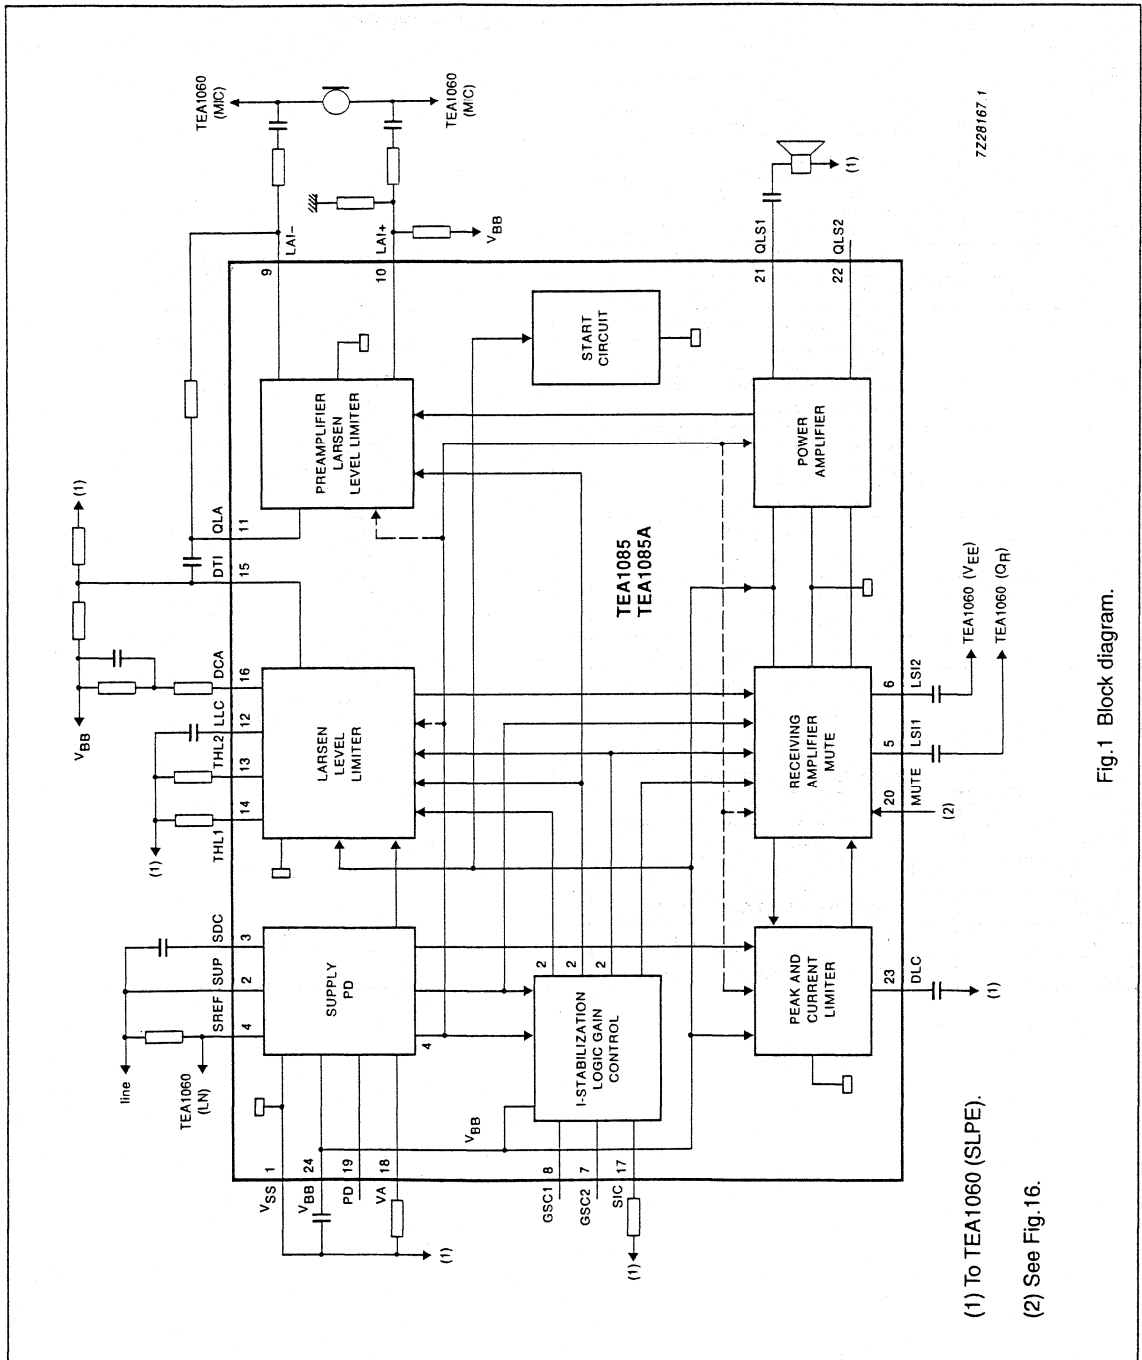 TEA1060
(MIC)
TEA1060
(MIC)
LAI−
9
LAI+
10
VBB
QLS1
21
QLS2
22
(1)
7Z28167.1
START
CIRCUIT
PREAMPLIFIER
LARSEN
LEVEL LIMITER
POWER
AMPLIFIER
(1)
QLA
11
DTI
15
TEA1085
TEA1085A
DCA
16
LLC
12
THL2
13
THL1
14
VBB
(1)
LARSEN
LEVEL
LIMITER
RECEIVING
AMPLIFIER
MUTE
6
LSI2
5
LSI1
20
MUTE
(2)
TEA1060 (VEE)
TEA1060 (QR)
SDC
3
SUP
2
SREF
4
line
TEA1060
(LN)
SUPPLY
PD
4
2
2
2
I-STABILIZATION
LOGIC GAIN
CONTROL
PEAK AND
CURRENT
LIMITER
23
DLC
(1)
VBB
VSS
1
VBB
24
PD
19
VA
18
(1)
GSC1
8
GSC2
7
SIC
17
(1)
(1) To TEA1060 (SLPE).
(2) See Fig.16.
Fig.1 Block diagram.